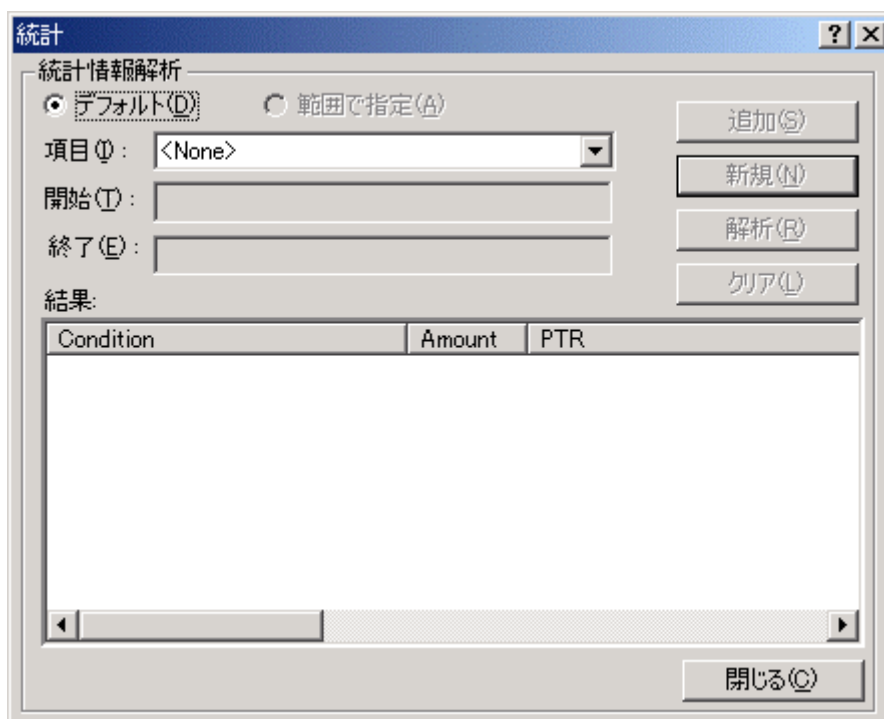 統計
統計情報解析
デフォルト(D) 範囲で指定(A)
追加(S)
項目(I): <None>
新規(N)
開始(T):
解析(R)
終了(E):
クリア(L)
結果:
Condition Amount PTR
閉じる(C)